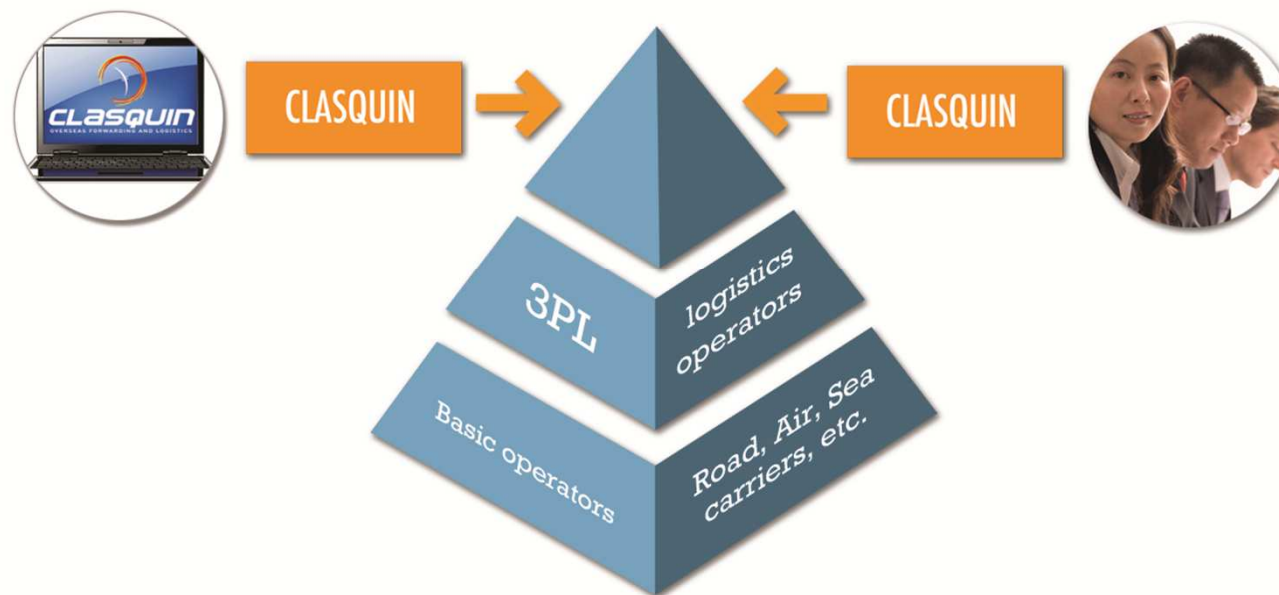 CLASQUIN
OVERSEAS FORWARDING AND LOGISTICS
CLASQUIN
CLASQUIN
3PL
logistics
operators
Basic operators
Road, Air, Sea
carriers, etc.